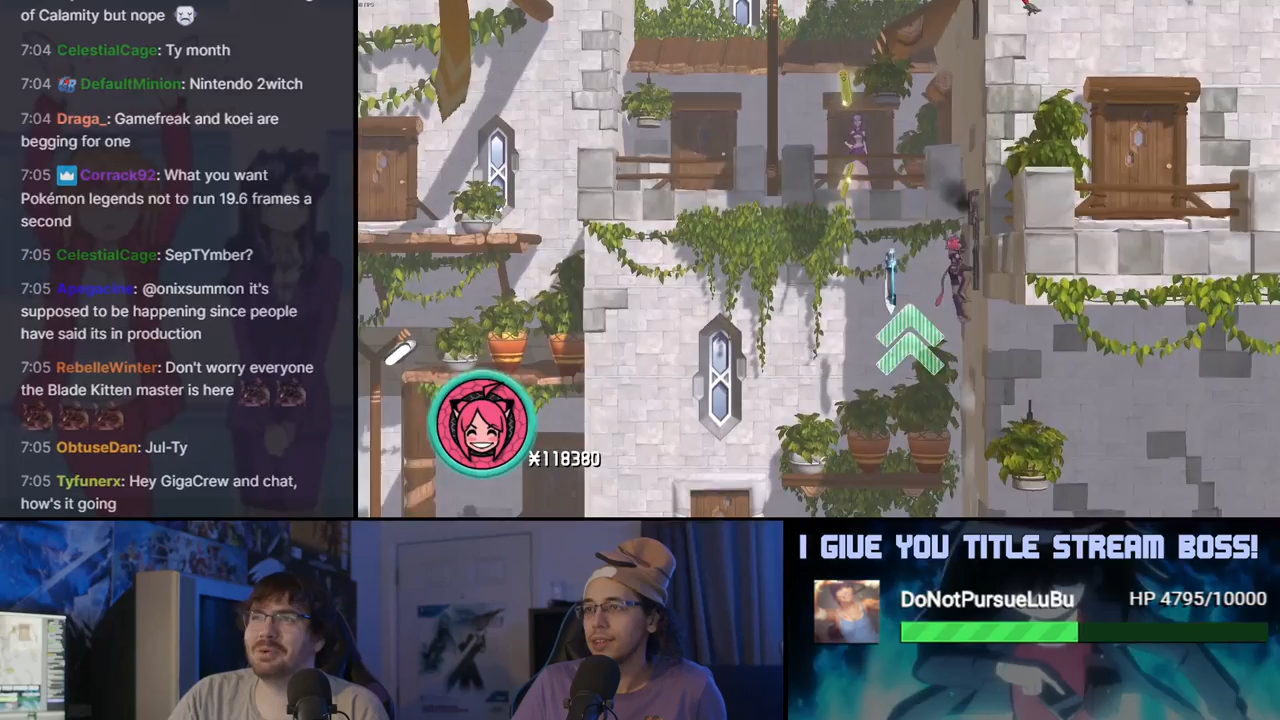 of Calamity but nope
7:04 CelestialCage: Ty month
7:04 DefaultMinion: Nintendo 2witch
7:04 Draga_: Gamefreak and koei are
begging for one
7:05 Corrack92: What you want
Pokémon legends not to run 19.6 frames a
second
7:05 CelestialCage: SepTYmber?
7:05 @onixsummon it's
supposed to be happening since people
have said its in production
7:05 RebelleWinter: Don't worry everyone
the Blade Kitten master is here
7:05 ObtuseDan: Jul-Ty
7:05 Tyfunerx: Hey GigaCrew and chat,
how's it going
118380
I GIVE YOU TITLE STREAM BOSS!
DoNotPursueLuBu HP 4795/10000